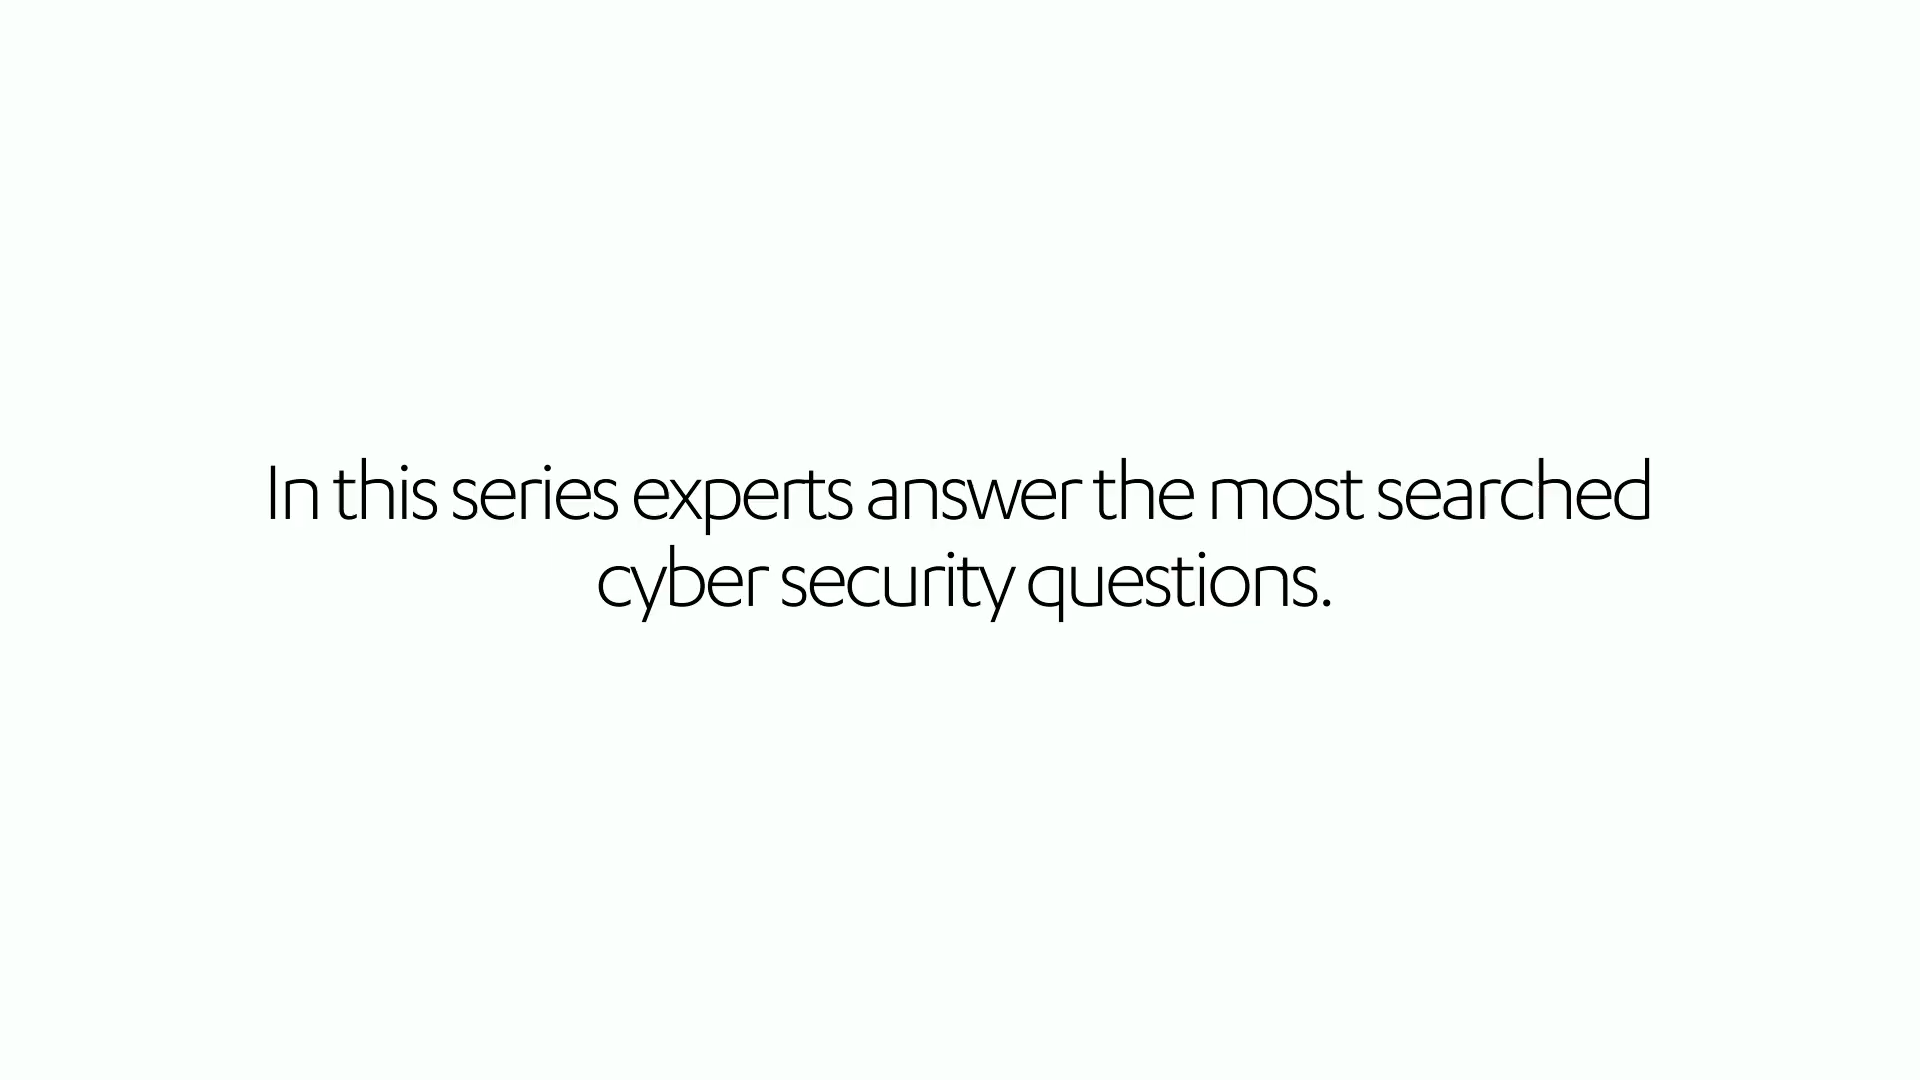 In this series experts answer the most searched
cyber security questions.